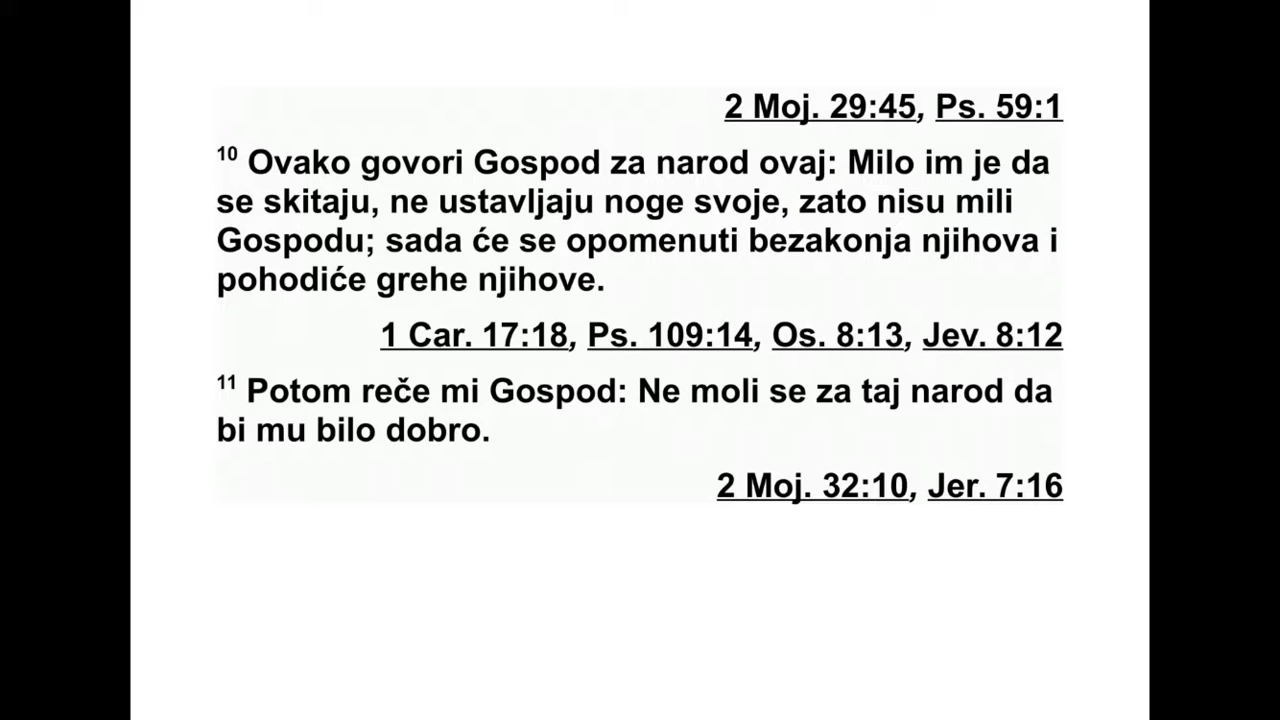 2 Moj. 29:45, Ps. 59:1
10 Ovako govori Gospod za narod ovaj: Milo im je da
se skitaju, ne ustavljaju noge svoje, zato nisu mili
Gospodu; sada će se opomenuti bezakonja njihova i
pohodiće grehe njihove.
1 Car. 17:18, Ps. 109:14, Os. 8:13, Jev. 8:12
11 Potom reče mi Gospod: Ne moli se za taj narod da
bi mu bilo dobro.
2 Moj. 32:10, Jer. 7:16